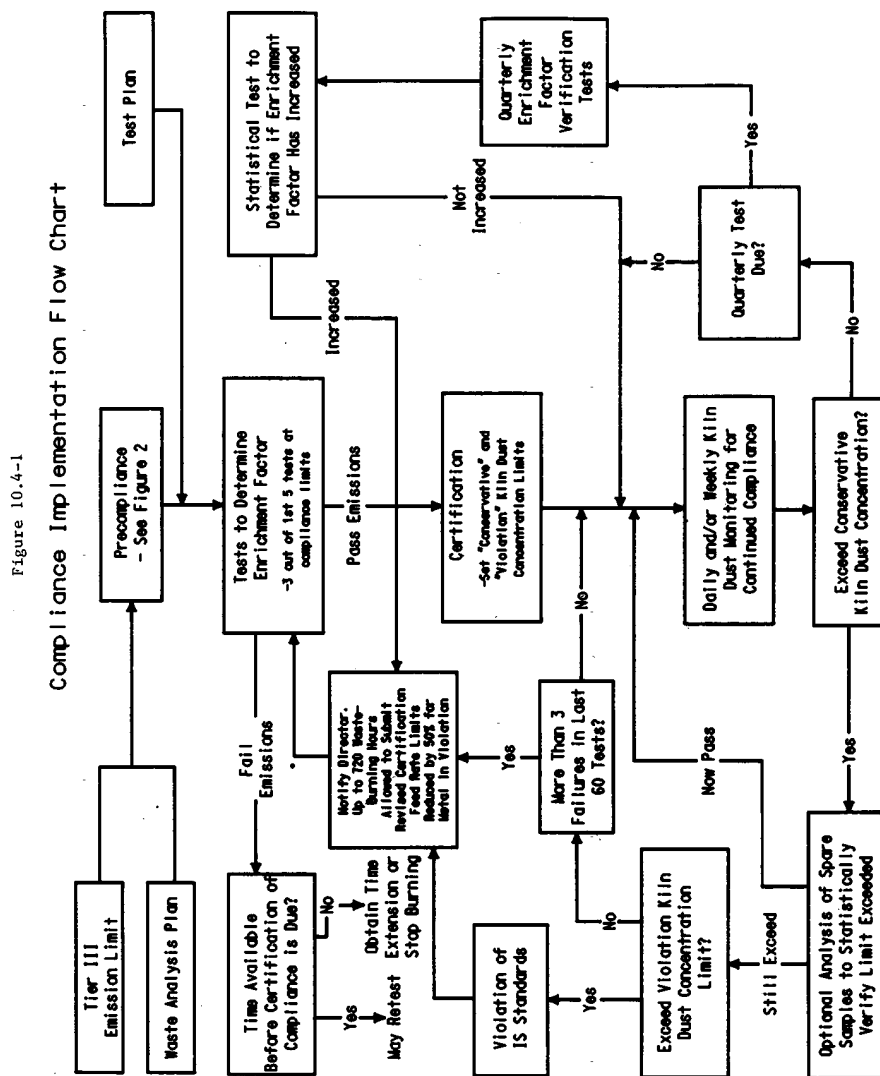 Figure 10.4-1
Compliance Implementation Flow Chart
Tier III
Emission Limit
Waste Analysis Plan
Precompliance
- See Figure 2
Test Plan
Time Available
Before Certification of
Compliance is Due?
Yes
May Retest
No
Obtain Time
Extension or
Stop Burning
Fail
Emissions
Tests to Determine
Enrichment Factor
-3 out of 1st 5 tests at
compliance limits
Pass Emissions
Statistical Test to
Determine if Enrichment
Factor Has Increased
Increased
Not
Increased
Quarterly
Enrichment
Factor
Verification
Tests
Notify Director.
Up to 720 Waste-
Burning Hours
Allowed to Submit
Revised Certification
Feed Rate Limits
Reduced by 50% for
Metal in Violation
Certification
-Set "Conservative" and
"Violation" Kiln Dust
Concentration Limits
Violation of
IS Standards
Yes
More Than 3
Failures in Last
60 Tests?
Yes
No
No
Exceed Violation Kiln
Dust Concentration
Limit?
Still Exceed
Now Pass
Daily and/or Weekly Kiln
Dust Monitoring for
Continued Compliance
Quarterly Test
Due?
No
Yes
Optional Analysis of Spare
Samples to Statistically
Verify Limit Exceeded
Yes
Exceed Conservative
Kiln Dust Concentration?
No